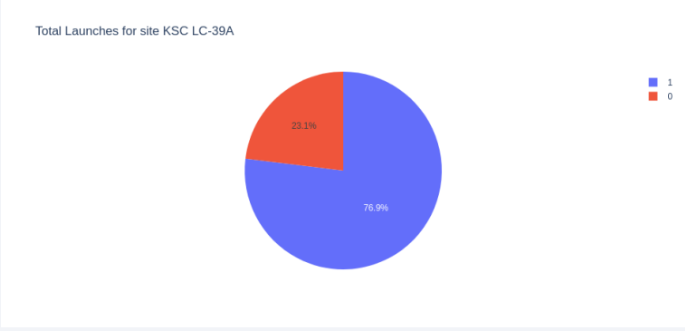 Total Launches for site KSC LC-39A
1
0
23.1%
76.9%